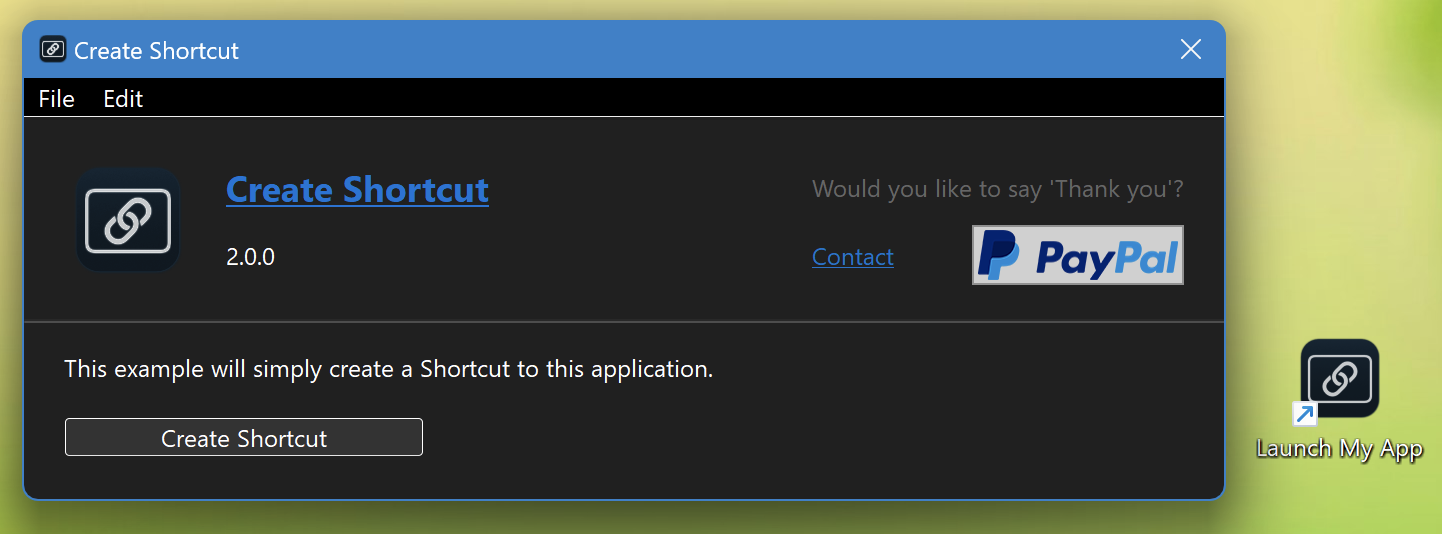 Create Shortcut
File Edit
Create Shortcut
Would you like to say 'Thank you'?
2.0.0
Contact
PayPal
This example will simply create a Shortcut to this application.
Create Shortcut
Launch My App